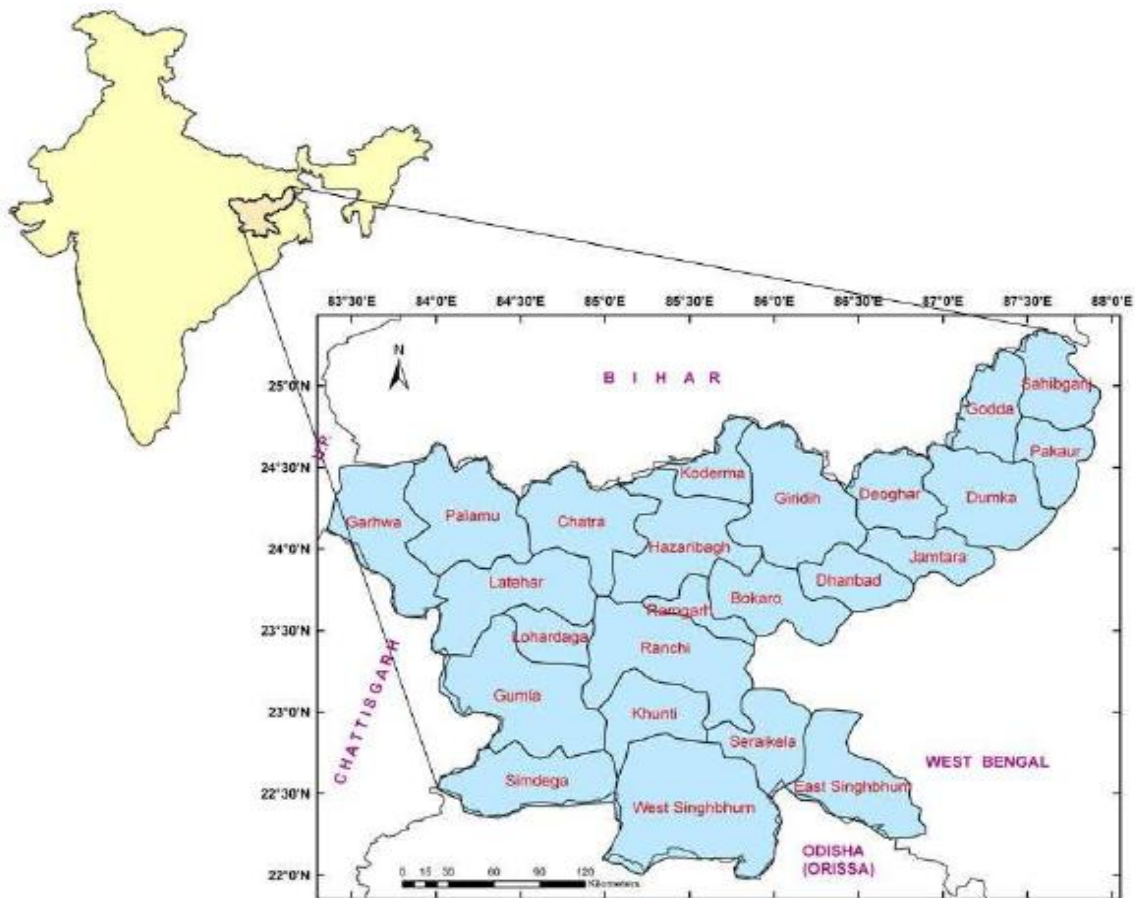 83°30'E 84°0'E 84°30'E 85°0'E 85°30'E 86°0'E 86°30'E 87°0'E 87°30'E 88°0'E
N
BIHAR
25°0'N
Sahibganj
Godda
U.P.
24°30'N
Pakaur
Koderma
Deoghar
Dumka
Giridih
Palamu
Chatra
Garhwa
24°0'N
Hazaribagh
Jamtara
Latehar
Dhanbad
Bokaro
Ramgarh
23°30'N
Lohardaga
Ranchi
CHATTISGARH
Gumla
23°0'N
Khunti
Seraikela
WEST BENGAL
Simdega
East Singhbhum
22°30'N
West Singhbhum
ODISHA
(ORISSA)
22°0'N
0 15 30 60 90 120
Kilometers